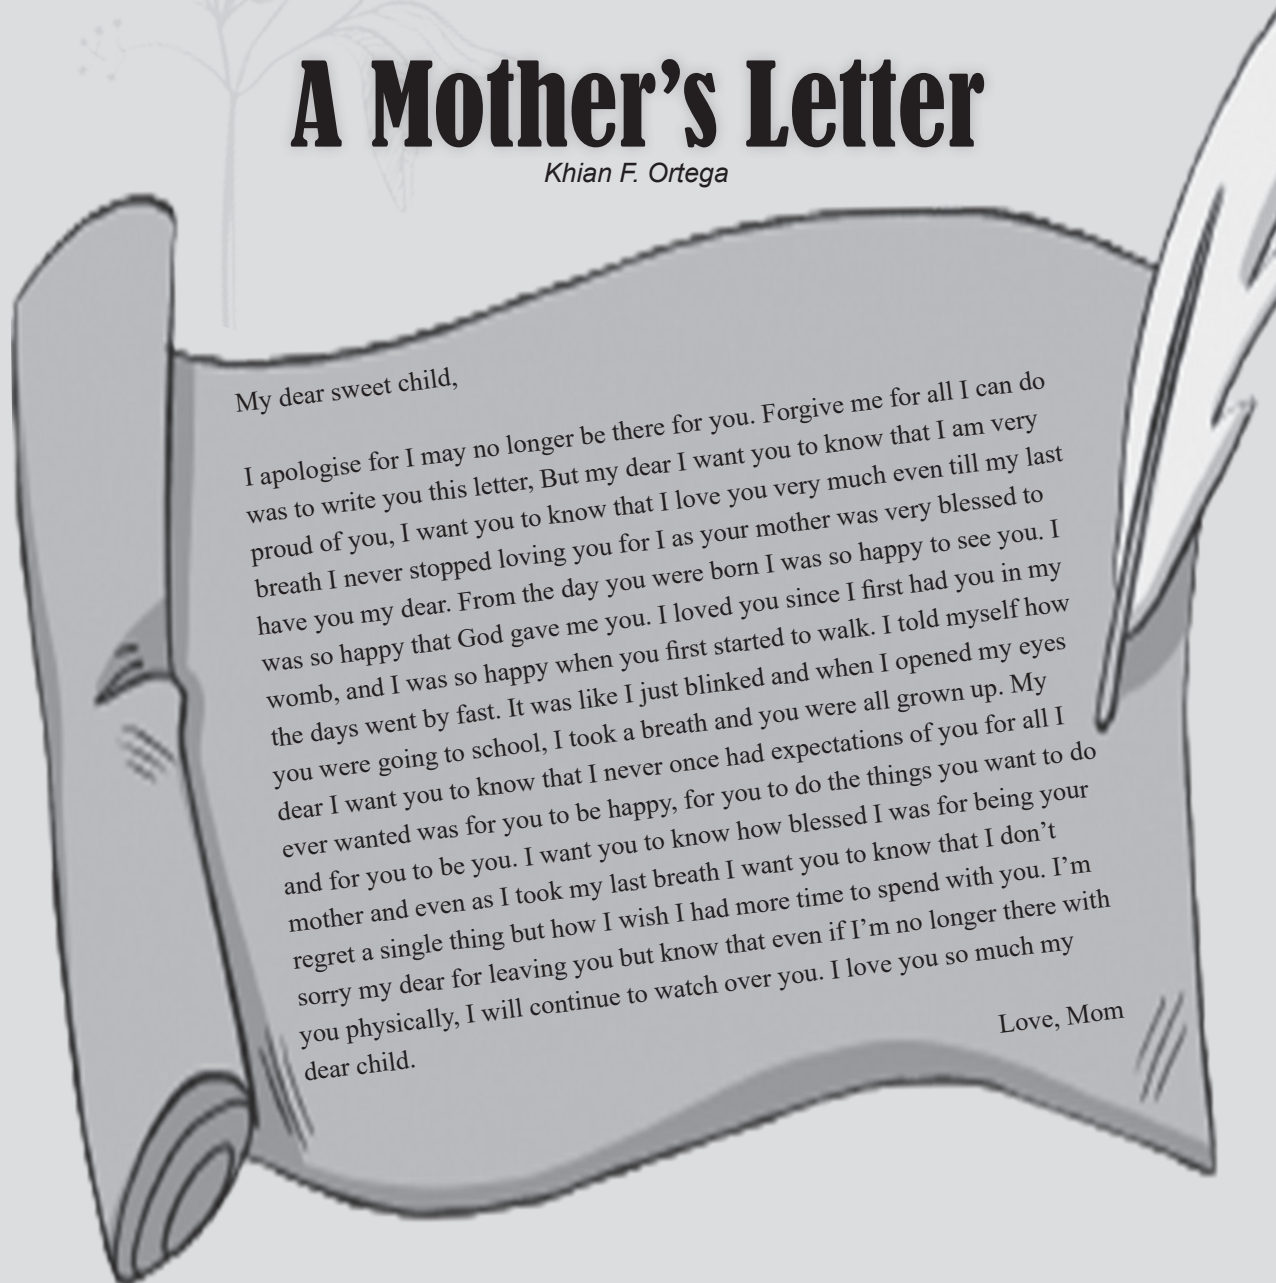 A Mother’s Letter
Khian F. Ortega
My dear sweet child,
I apologise for I may no longer be there for you. Forgive me for all I can do
was to write you this letter, But my dear I want you to know that I am very
proud of you, I want you to know that I love you very much even till my last
breath I never stopped loving you for I as your mother was very blessed to
have you my dear. From the day you were born I was so happy to see you. I
was so happy that God gave me you. I loved you since I first had you in my
womb, and I was so happy when you first started to walk. I told myself how
the days went by fast. It was like I just blinked and when I opened my eyes
you were going to school, I took a breath and you were all grown up. My
dear I want you to know that I never once had expectations of you for all I
ever wanted was for you to be happy, for you to do the things you want to do
and for you to be you. I want you to know how blessed I was for being your
mother and even as I took my last breath I want you to know that I don’t
regret a single thing but how I wish I had more time to spend with you. I’m
sorry my dear for leaving you but know that even if I’m no longer there with
you physically, I will continue to watch over you. I love you so much my
dear child.
Love, Mom